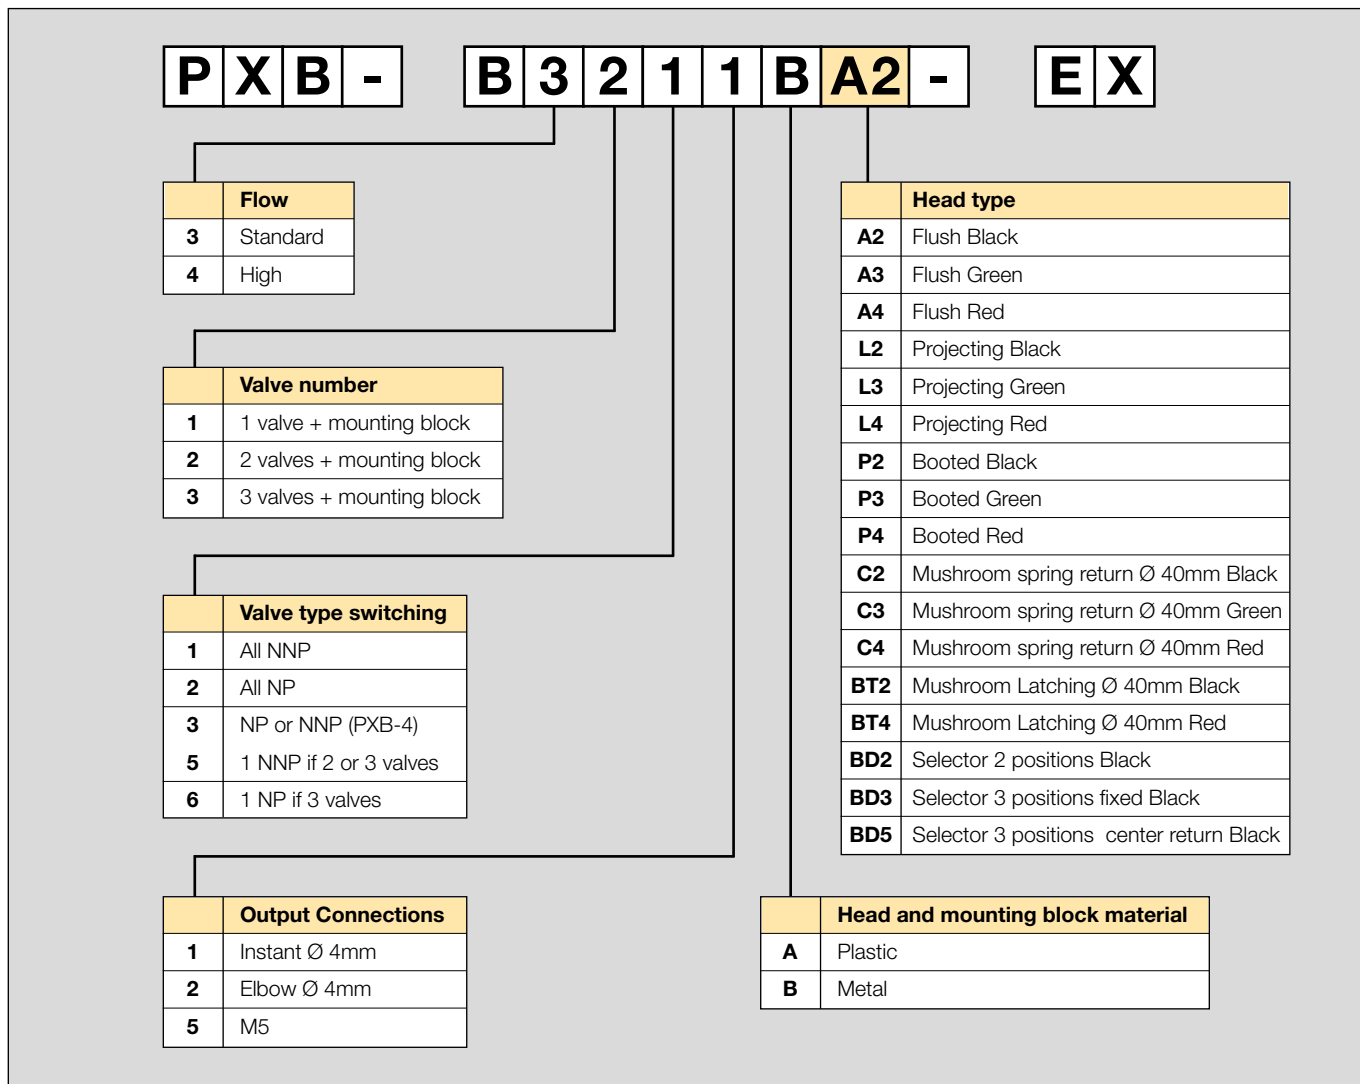 PXB- B3211BA2- EX
Flow
3 Standard
4 High
Valve number
1 1 valve + mounting block
2 2 valves + mounting block
3 3 valves + mounting block
Valve type switching
1 All NNP
2 All NP
3 NP or NNP (PXB-4)
5 1 NNP if 2 or 3 valves
6 1 NP if 3 valves
Output Connections
1 Instant Ø 4mm
2 Elbow Ø 4mm
5 M5
Head type
A2 Flush Black
A3 Flush Green
A4 Flush Red
L2 Projecting Black
L3 Projecting Green
L4 Projecting Red
P2 Booted Black
P3 Booted Green
P4 Booted Red
C2 Mushroom spring return Ø 40mm Black
C3 Mushroom spring return Ø 40mm Green
C4 Mushroom spring return Ø 40mm Red
BT2 Mushroom Latching Ø 40mm Black
BT4 Mushroom Latching Ø 40mm Red
BD2 Selector 2 positions Black
BD3 Selector 3 positions fixed Black
BD5 Selector 3 positions center return Black
Head and mounting block material
A Plastic
B Metal